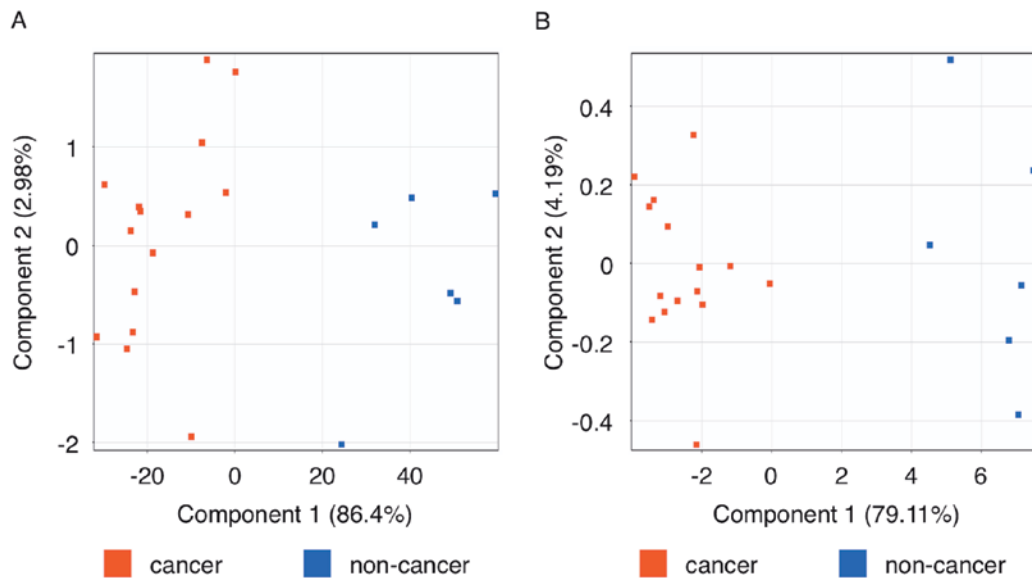 A
Component 2 (2.98%)
1
0
-1
-2
-20
0
20
40
Component 1 (86.4%)
cancer
non-cancer
B
Component 2 (4.19%)
0.4
0.2
0
-0.2
-0.4
-2
0
2
4
6
Component 1 (79.11%)
cancer
non-cancer